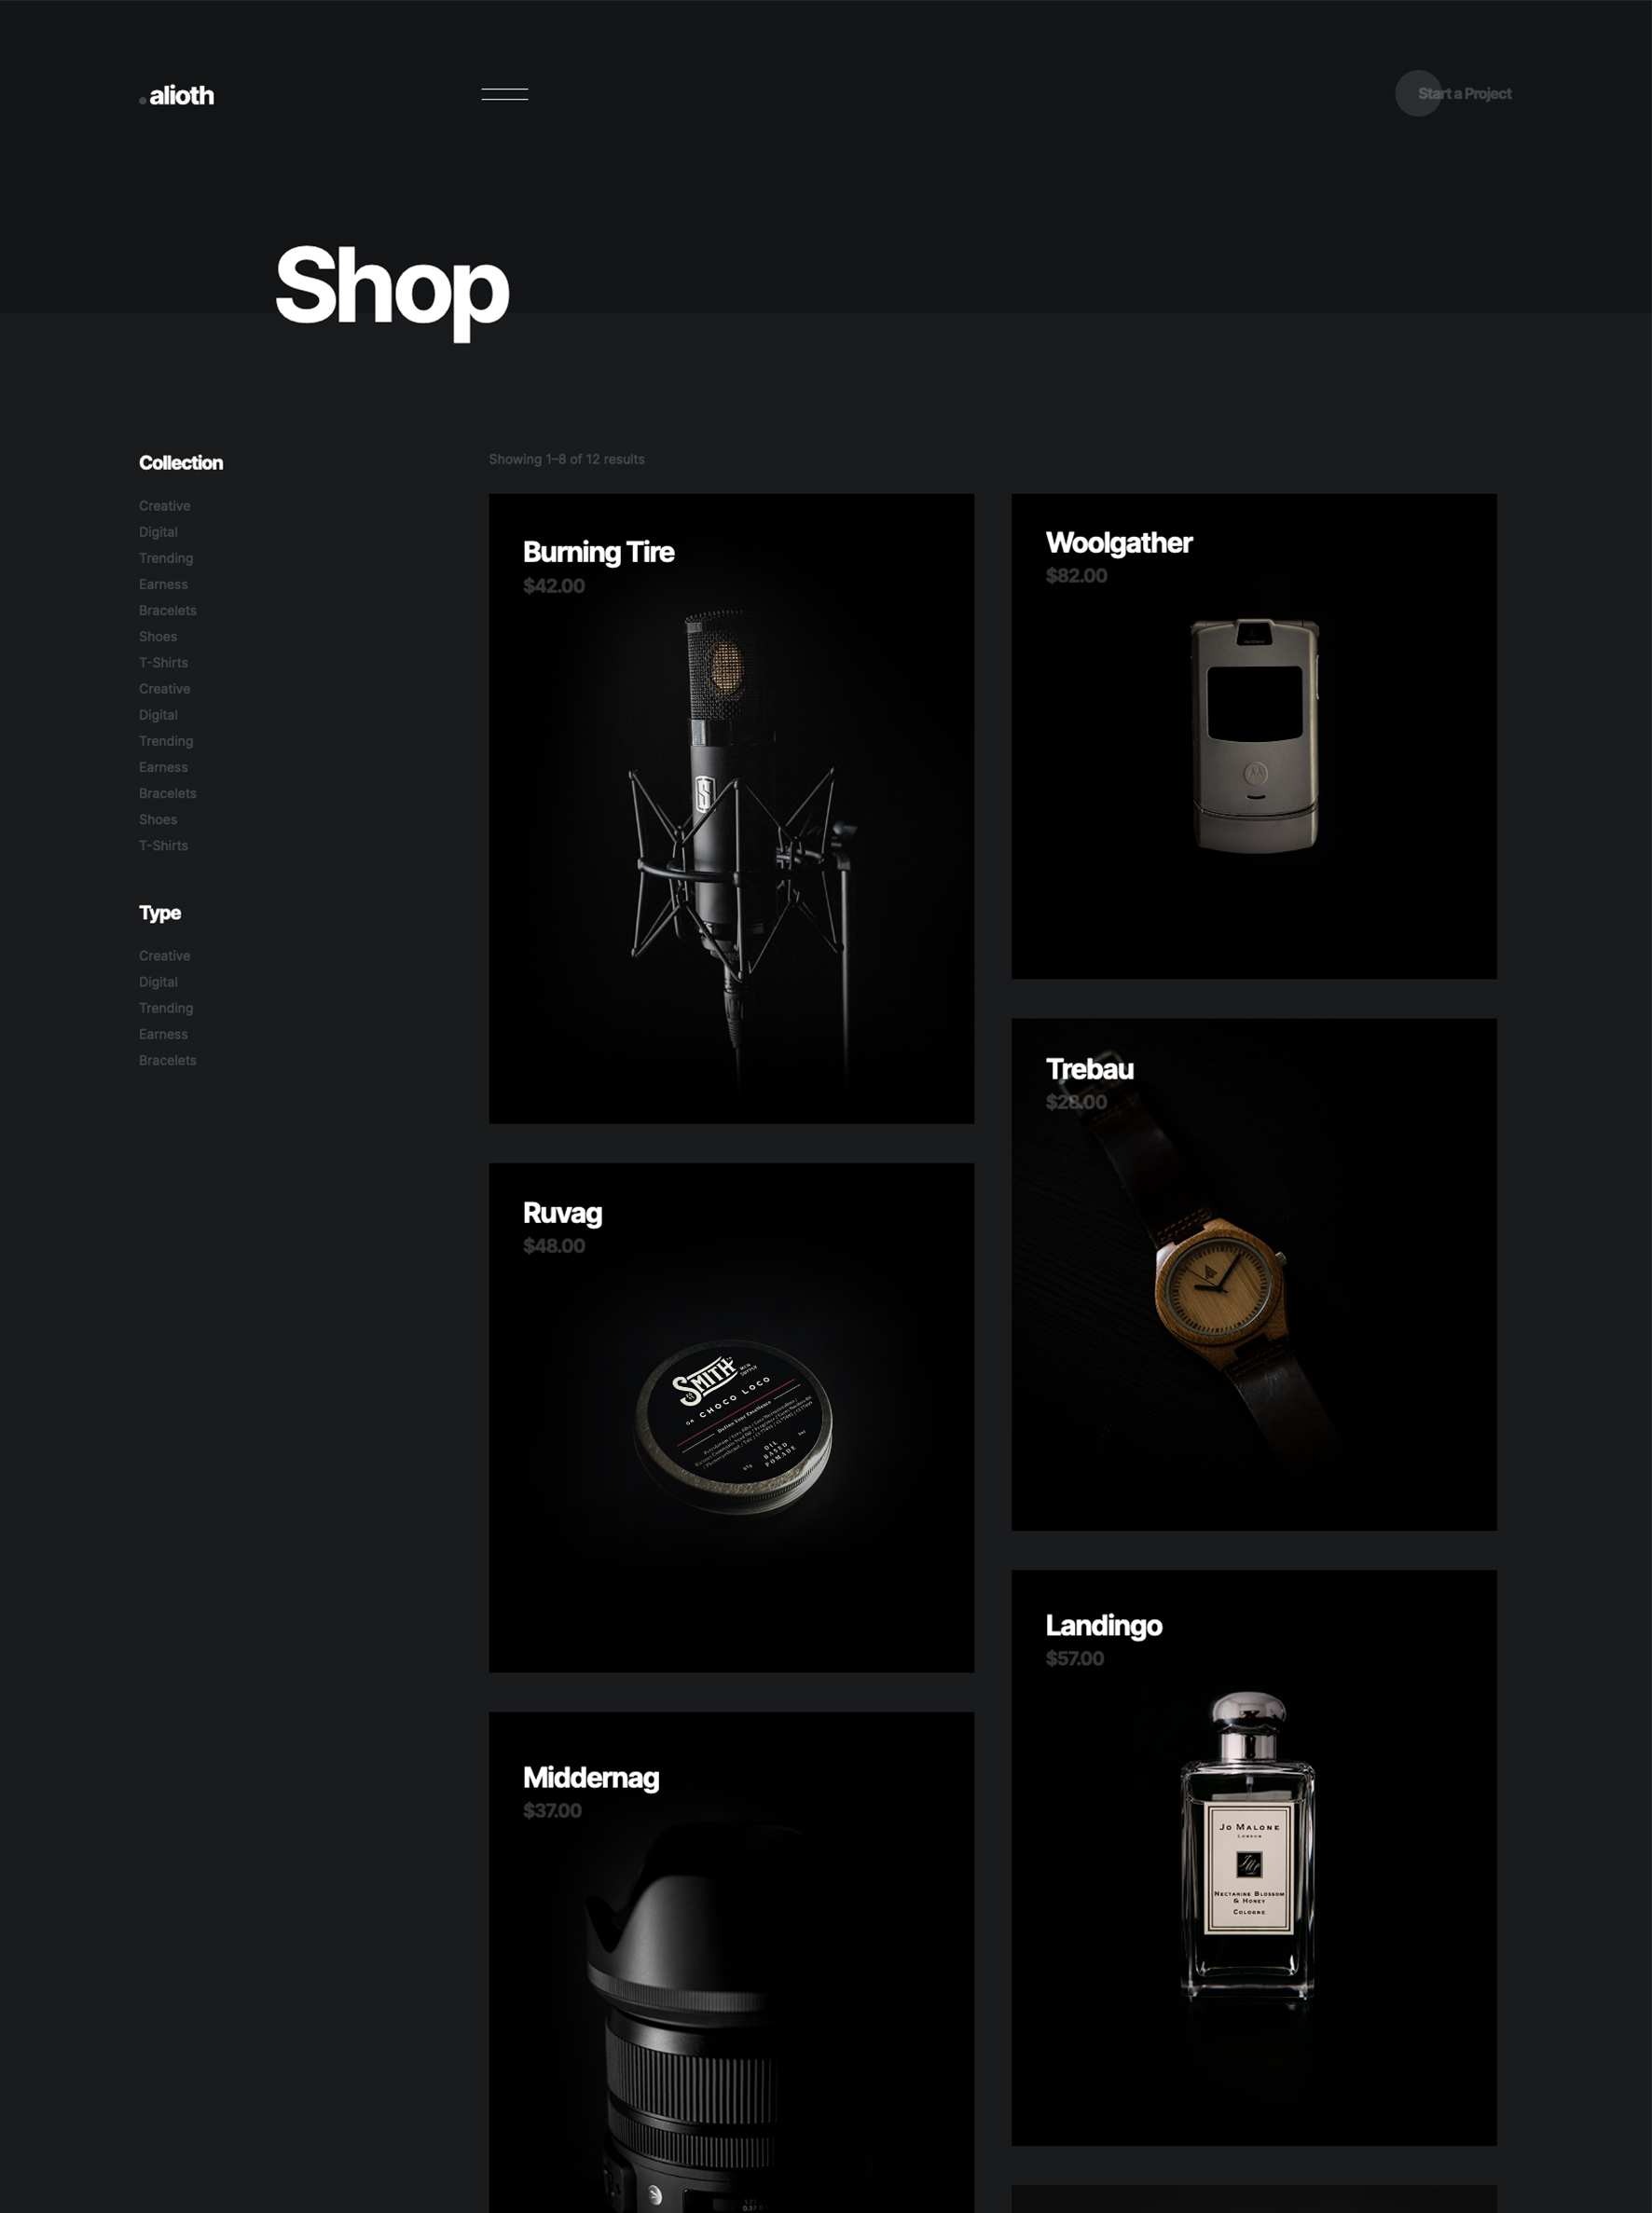 .alioth
Start a Project
Shop
Collection
Creative
Digital
Trending
Earness
Bracelets
Shoes
T-Shirts
Creative
Digital
Trending
Earness
Bracelets
Shoes
T-Shirts
Type
Creative
Digital
Trending
Earness
Bracelets
Showing 1–8 of 12 results
Burning Tire
$42.00
Woolgather
$82.00
Trebau
$28.00
Ruvag
$48.00
SMITH
CHOCO LOCO
Define Your Excellence
OIL
BASED
POMADE
Landingo
$57.00
JO MALONE
LONDON
NECTARINE BLOSSOM
& HONEY
COLOGNE
Middernag
$37.00